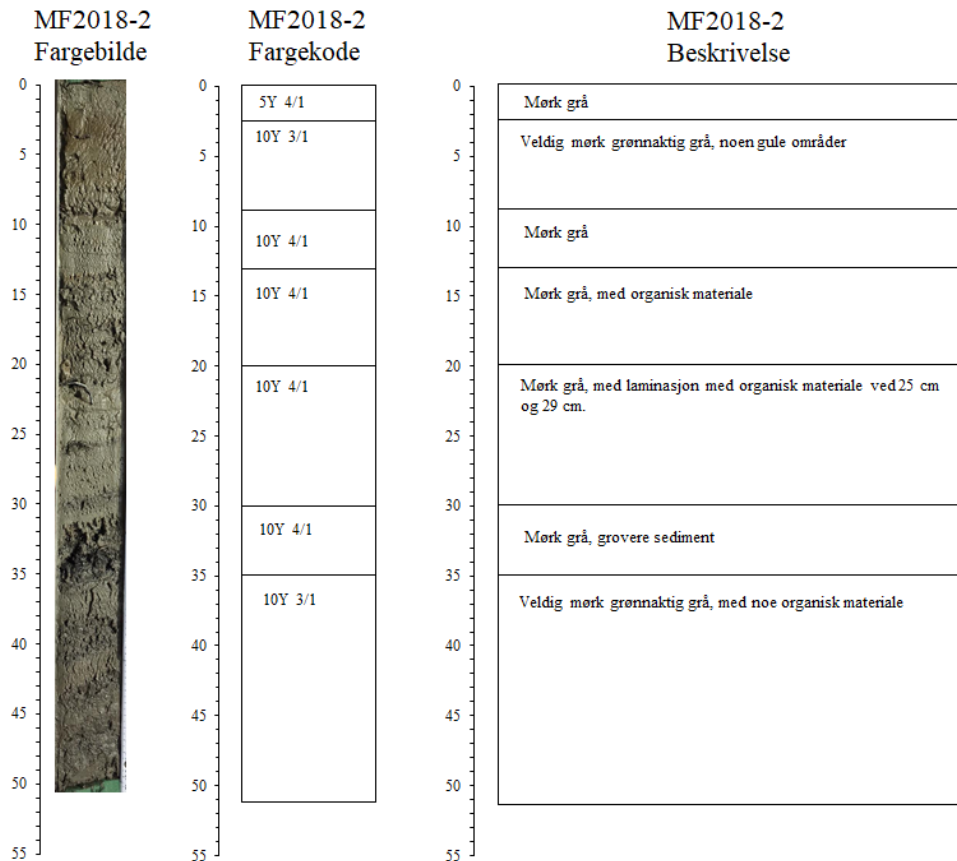 MF2018-2
Fargebilde
0
5
10
15
20
25
30
35
40
45
50
55
MF2018-2
Fargekode
0
5
10
15
20
25
30
35
40
45
50
55
5Y 4/1
10Y 3/1
10Y 4/1
10Y 4/1
10Y 4/1
10Y 4/1
10Y 3/1
MF2018-2
Beskrivelse
0
5
10
15
20
25
30
35
40
45
50
55
Mørk grå
Veldig mørk grønnaktig grå, noen gule områder
Mørk grå
Mørk grå, med organisk materiale
Mørk grå, med laminasjon med organisk materiale ved 25 cm
og 29 cm.
Mørk grå, grovere sediment
Veldig mørk grønnaktig grå, med noe organisk materiale